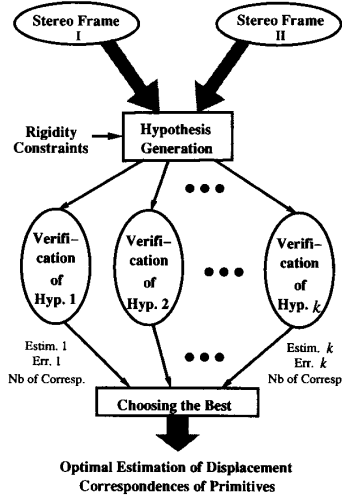 Stereo Frame
I
Stereo Frame
II
Rigidity
Constraints
Hypothesis
Generation
Verifi-
cation
of
Hyp. 1
Verifi-
cation
of
Hyp. 2
Verifi-
cation
of
Hyp. k
Estim. 1
Err. 1
Nb of Corresp.
Estim. k
Err. k
Nb of Corresp
Choosing the Best
Optimal Estimation of Displacement
Correspondences of Primitives